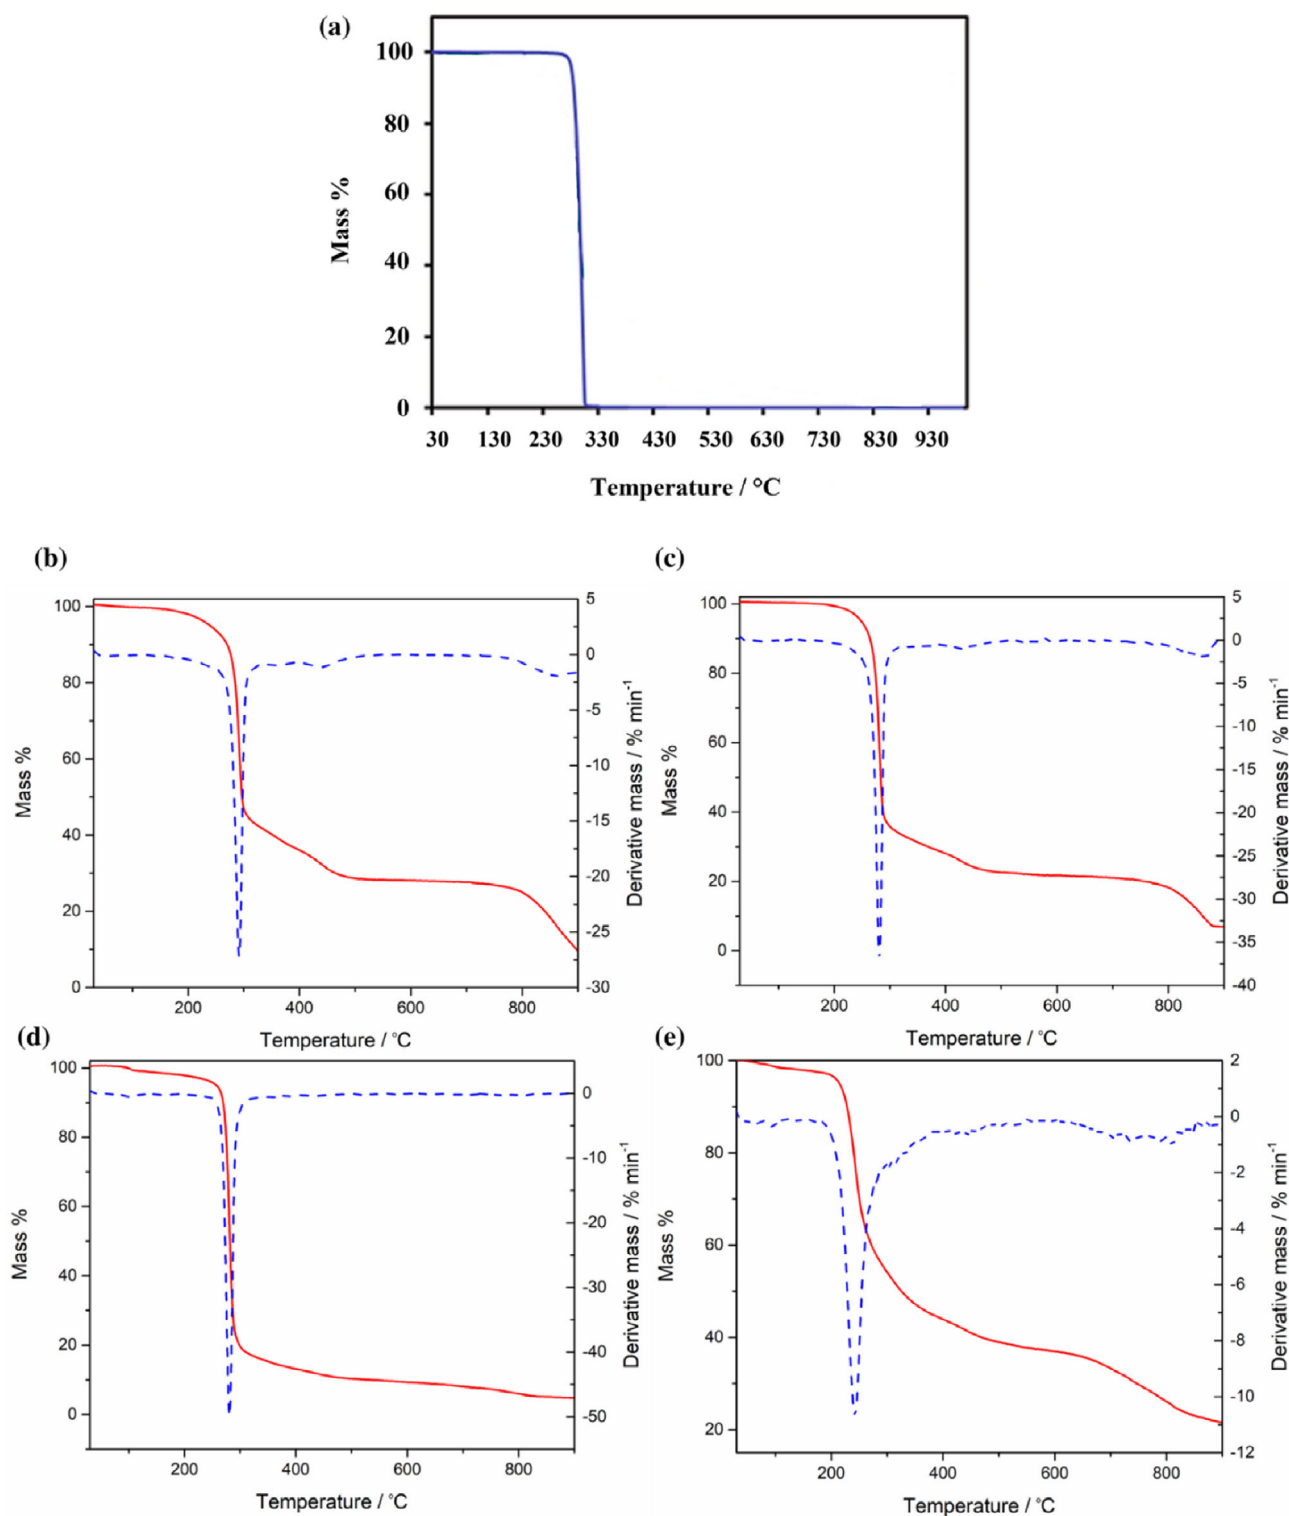 (a)
100
80
60
40
20
0
Mass %
30 130 230 330 430 530 630 730 830 930
Temperature / °C
(b)
100
80
60
40
20
0
Mass %
5
0
-5
-10
-15
-20
-25
-30
Derivative mass / % min⁻¹
200 400 600 800
Temperature / °C
(c)
100
80
60
40
20
0
Mass %
5
0
-5
-10
-15
-20
-25
-30
-35
-40
Derivative mass / % min⁻¹
200 400 600 800
Temperature / °C
(d)
100
80
60
40
20
0
Mass %
0
-10
-20
-30
-40
-50
Derivative mass / % min⁻¹
200 400 600 800
Temperature / °C
(e)
100
80
60
40
20
Mass %
2
0
-2
-4
-6
-8
-10
-12
Derivative mass / % min⁻¹
200 400 600 800
Temperature / °C